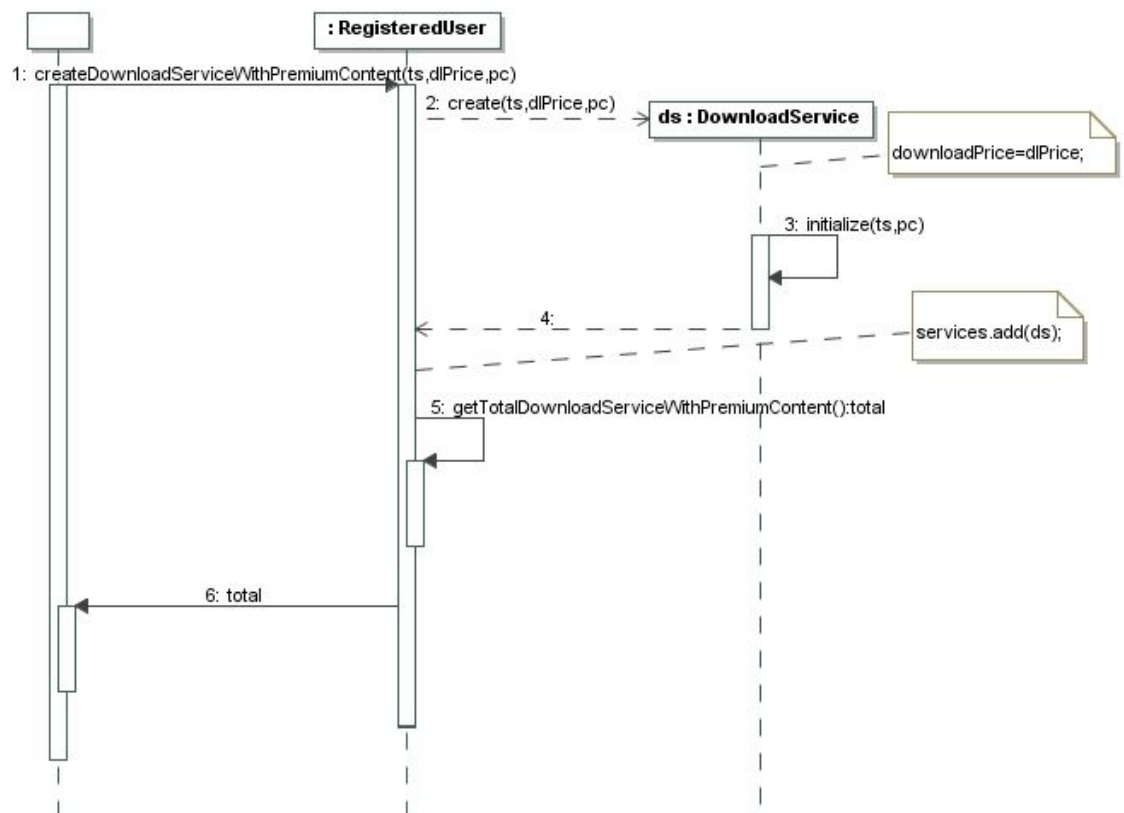 : RegisteredUser
1: createDownloadServiceWithPremiumContent(ts,dlPrice,pc)
2: create(ts,dlPrice,pc)
ds : DownloadService
downloadPrice=dlPrice;
3: initialize(ts,pc)
4:
services.add(ds);
5: getTotalDownloadServiceWithPremiumContent():total
6: total